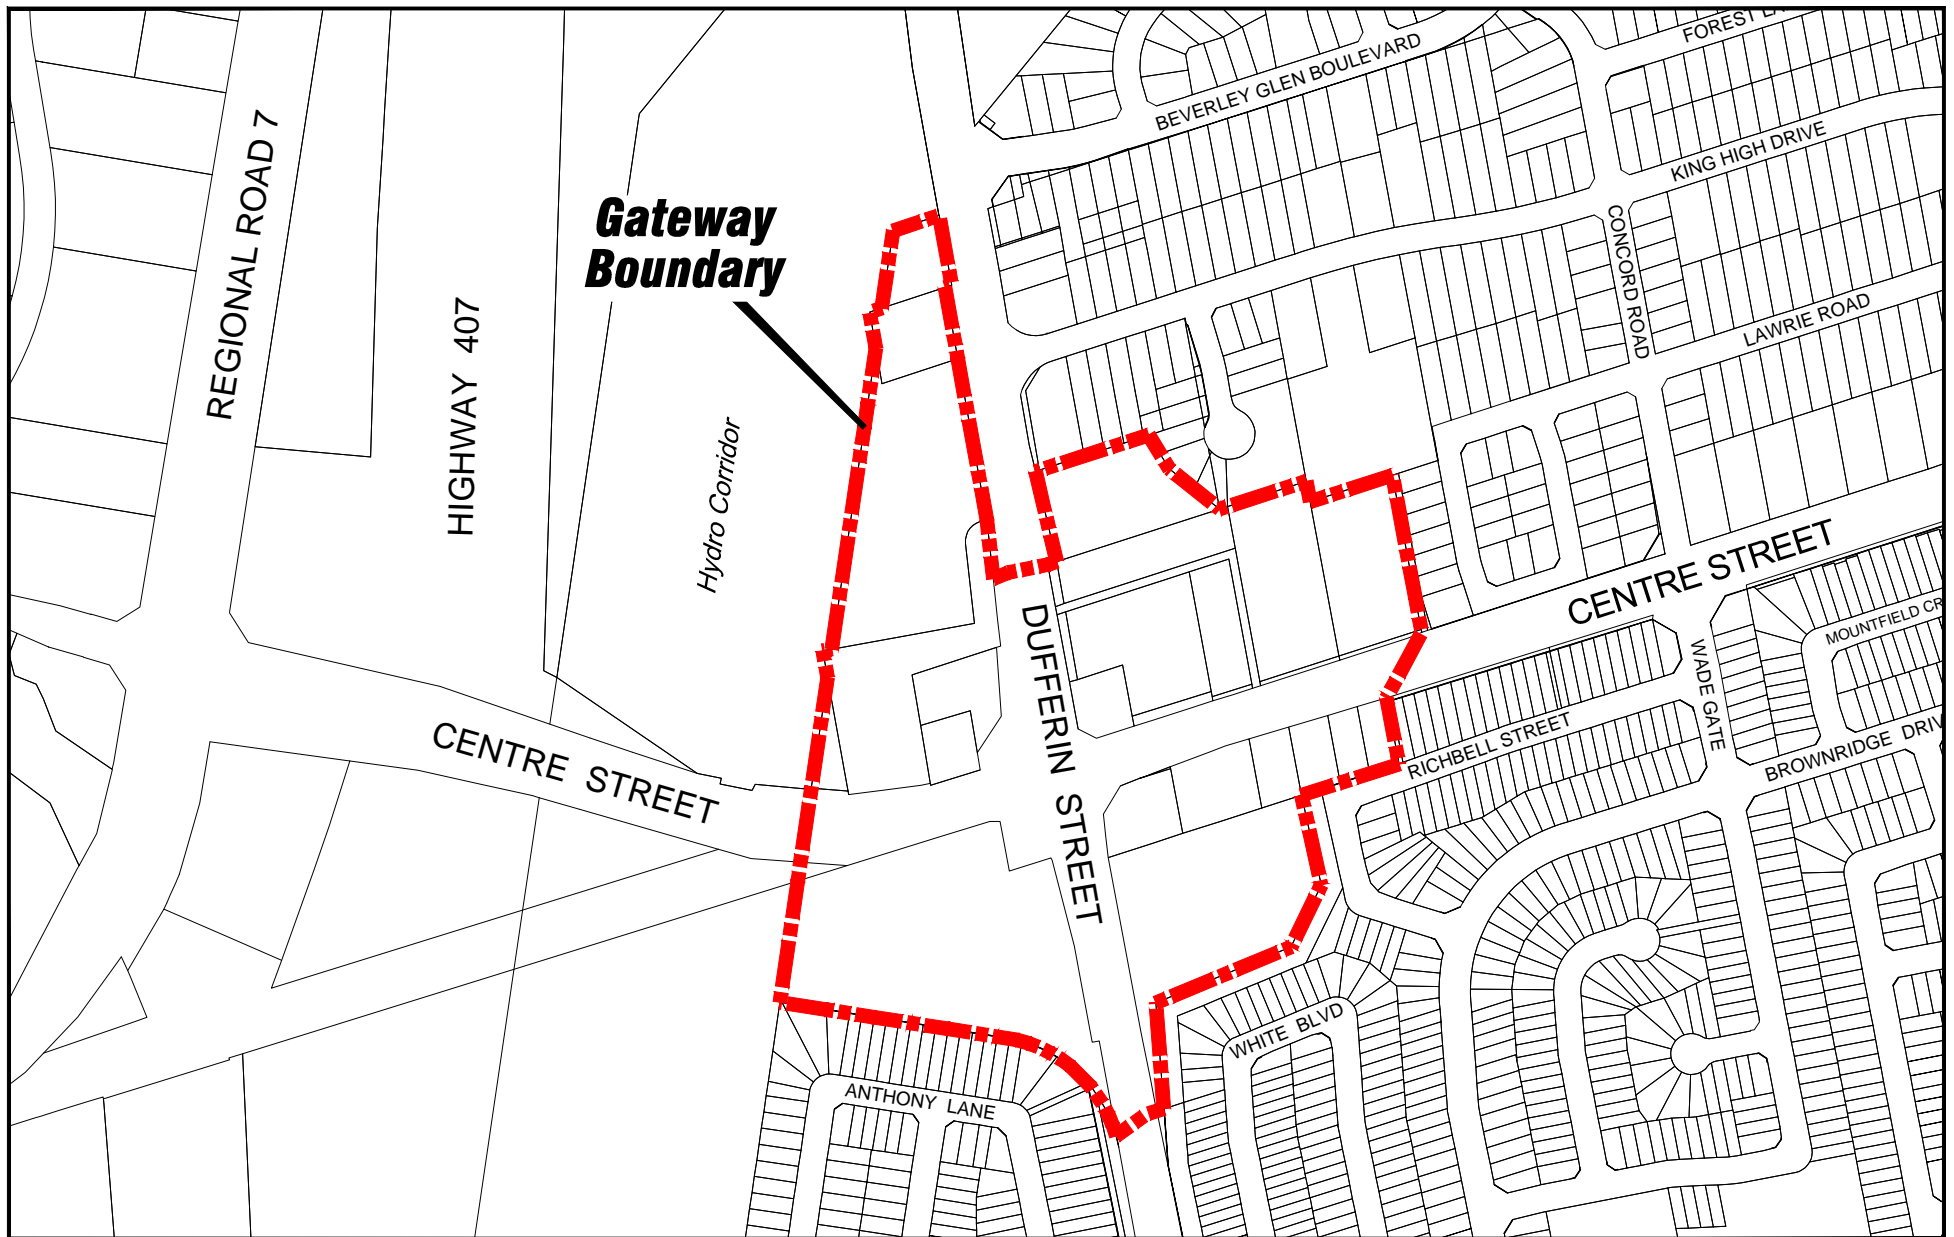 FOREST
BEVERLEY GLEN BOULEVARD
KING HIGH DRIVE
REGIONAL ROAD 7
Gateway
Boundary
CONCORD ROAD
LAWRIE ROAD
HIGHWAY 407
Hydro Corridor
CENTRE STREET
DUFFERIN STREET
MOUNTFIELD CR
WADE GATE
RICHBELL STREET
BROWNRIDGE DRIV
CENTRE STREET
WHITE BLVD
ANTHONY LANE